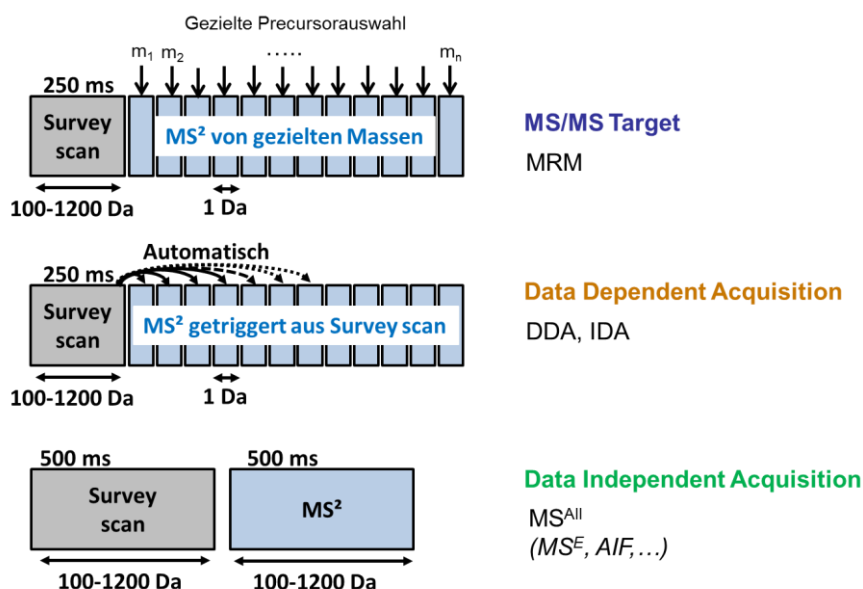 Gezielte Precursorauswahl
m1 m2 ..... mn
250 ms
Survey scan
MS² von gezielten Massen
100-1200 Da
1 Da
MS/MS Target
MRM
Automatisch
250 ms
Survey scan
MS² getriggert aus Survey scan
100-1200 Da
1 Da
Data Dependent Acquisition
DDA, IDA
500 ms
500 ms
Survey
scan
MS²
100-1200 Da
100-1200 Da
Data Independent Acquisition
MS^All
(MS^E, AIF,...)